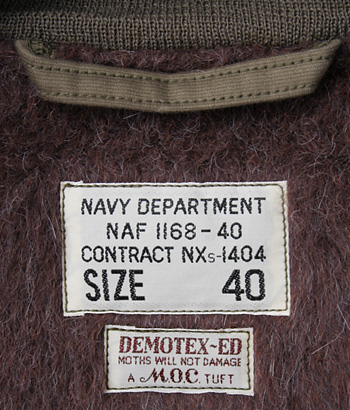 NAVY DEPARTMENT
NAF 1168-40
CONTRACT NXs-1404
SIZE 40
DEMOTEX~ED
MOTHS WILL NOT DAMAGE
A M.O.C. TUFT